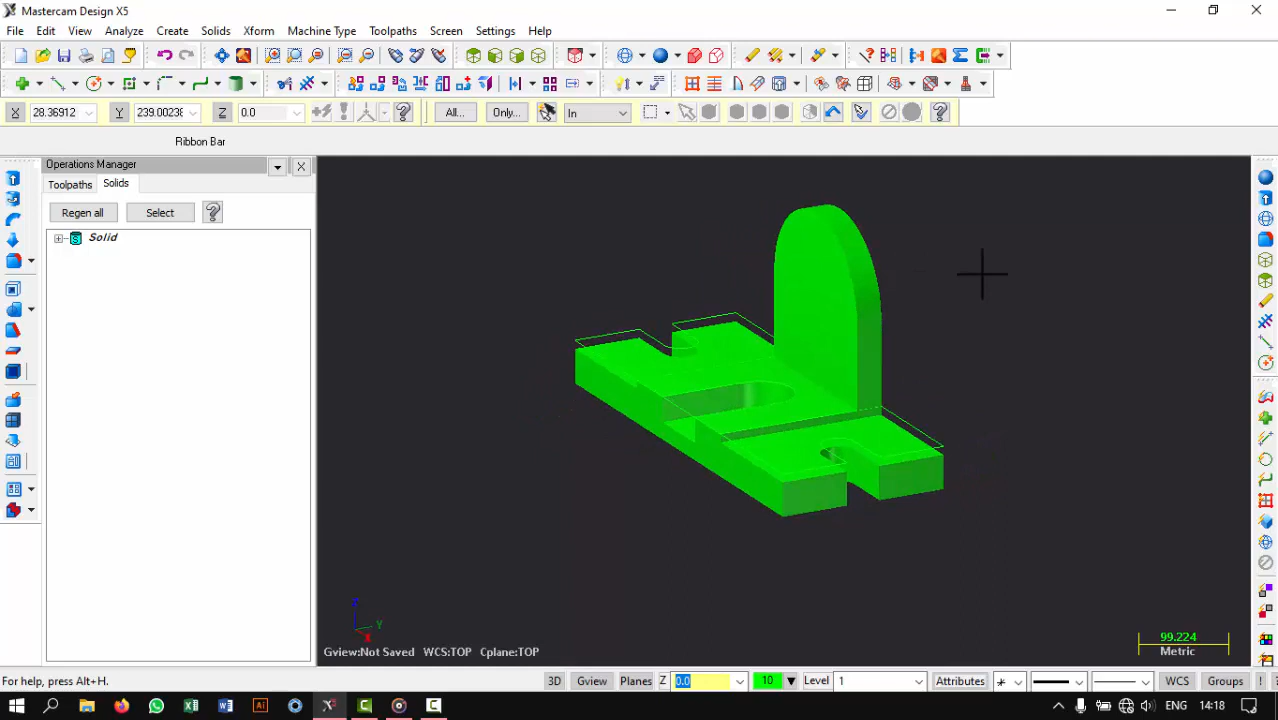 Mastercam Design X5
File Edit View Analyze Create Solids Xform Machine Type Toolpaths Screen Settings Help
X 28.36912 Y 239.00238 Z 0.0 All... Only... In
Ribbon Bar
Operations Manager
Toolpaths Solids
Regen all Select
Solid
Z
Y
X
99.224
Metric
Gview:Not Saved WCS:TOP Cplane:TOP
For help, press Alt+H. 3D Gview Planes Z 0.0 10 Level 1 Attributes WCS Groups
ENG 14:18